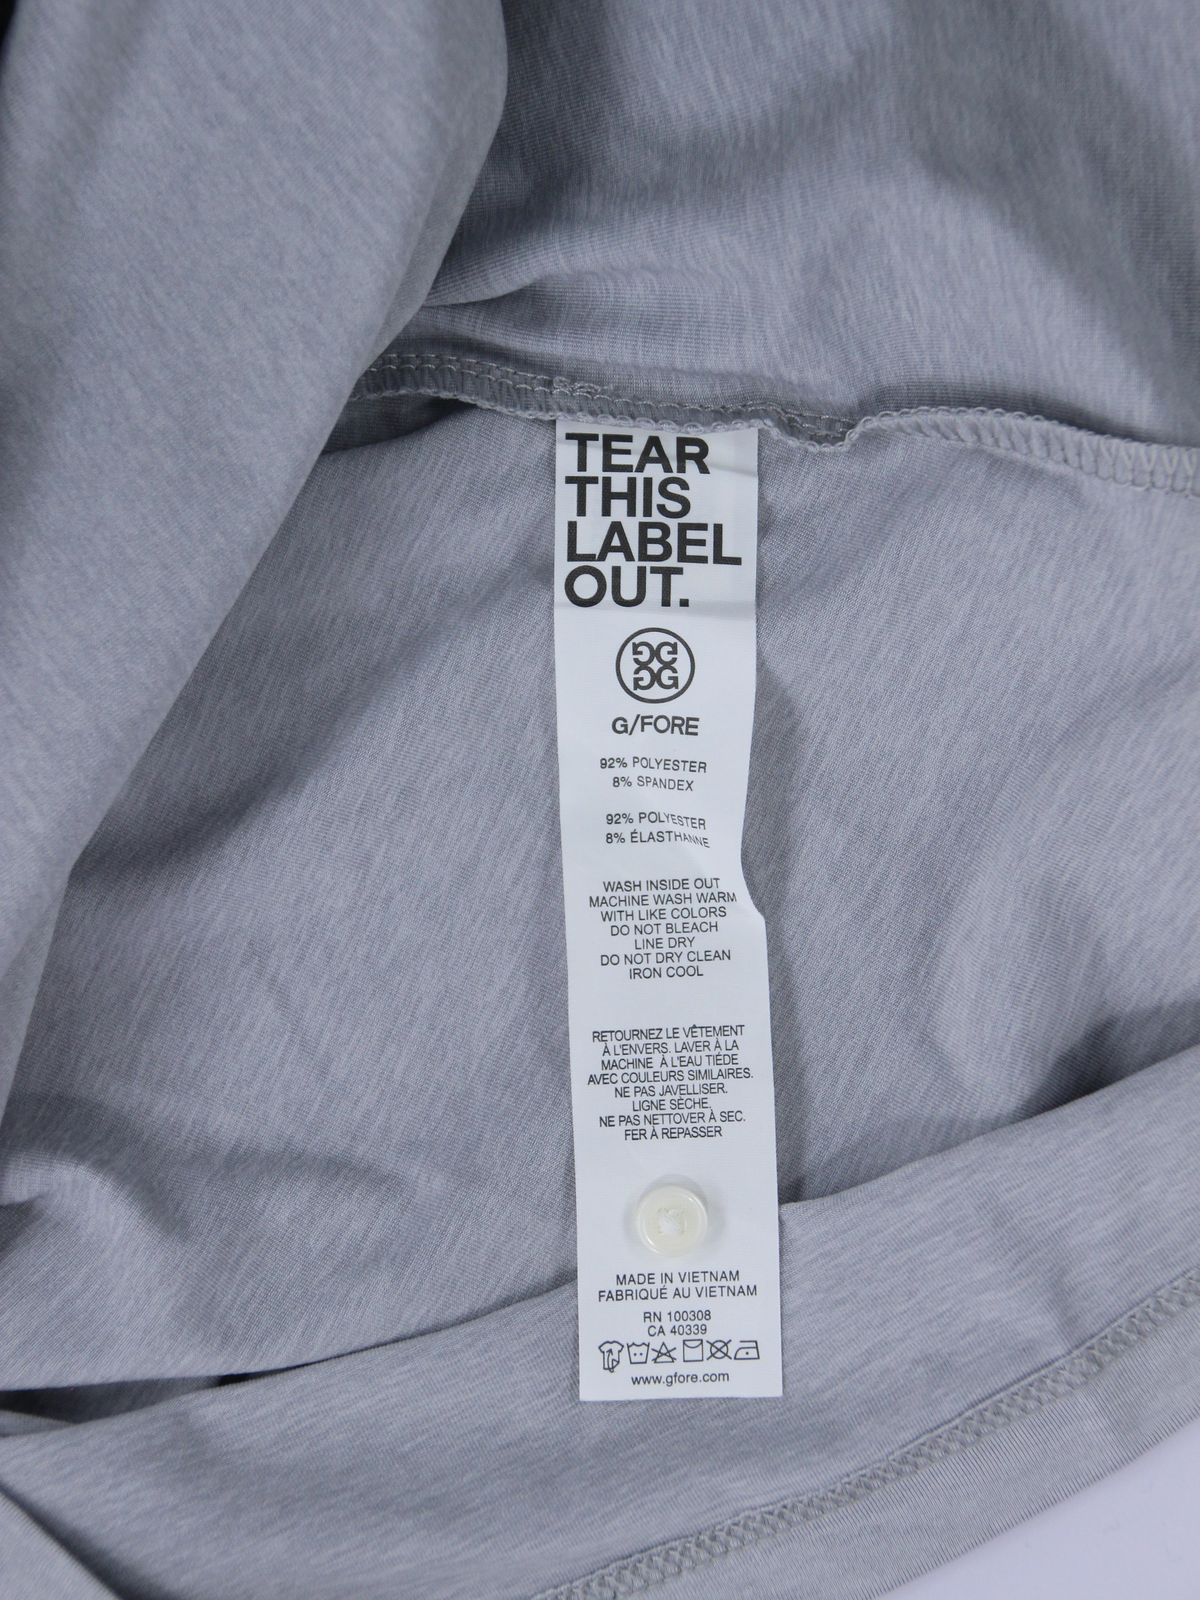 TEAR
THIS
LABEL
OUT.
G/FORE
92% POLYESTER
8% SPANDEX
92% POLYESTER
8% ÉLASTHANNE
WASH INSIDE OUT
MACHINE WASH WARM
WITH LIKE COLORS
DO NOT BLEACH
LINE DRY
DO NOT DRY CLEAN
IRON COOL
RETOURNEZ LE VÊTEMENT
À L'ENVERS. LAVER À LA
MACHINE À L'EAU TIÉDE
AVEC COULEURS SIMILAIRES.
NE PAS JAVELLISER.
LIGNE SÈCHE.
NE PAS NETTOVER À SEC.
FER À REPASSER
MADE IN VIETNAM
FABRIQUÉ AU VIETNAM
RN 100308
CA 40339
www.gfore.com